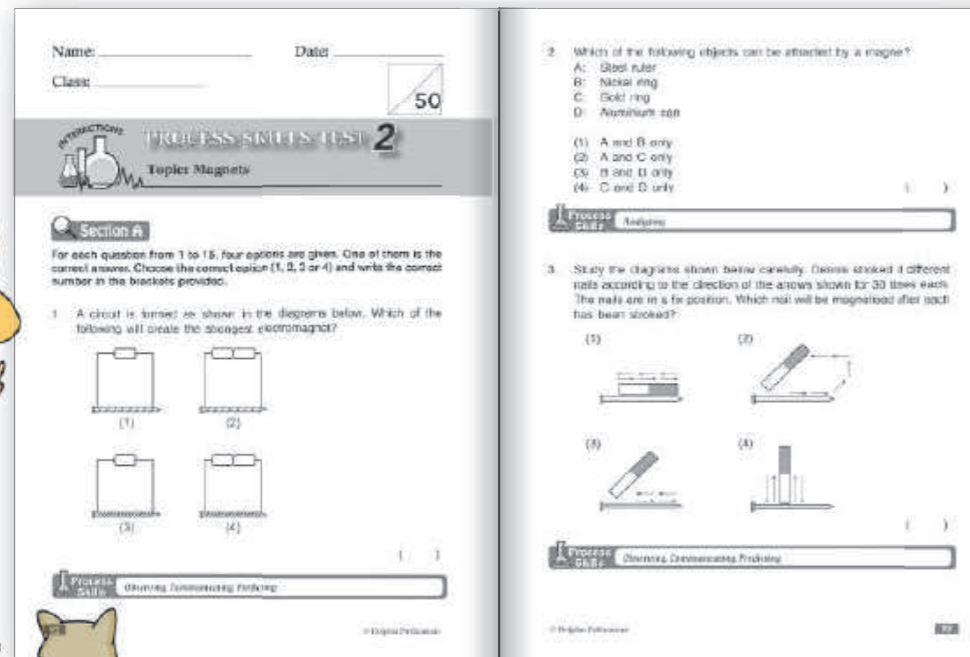 Name:
Date:
Class:
50
INTERACTIONS
PROCESS SKILLS TEST 2
Topic: Magnets
Section A
For each question from 1 to 15, four options are given. One of them is the
correct answer. Choose the correct option (1, 2, 3 or 4) and write the correct
number in the brackets provided.
1. A circuit is formed as shown in the diagrams below. Which of the
following will create the strongest electromagnet?
(1)
(2)
(3)
(4)
( )
Process
Skills
Observing, Communicating, Predicting
2. Which of the following objects can be attracted by a magnet?
A: Steel ruler
B: Nickel ring
C: Gold ring
D: Aluminium can
(1) A and B only
(2) A and C only
(3) B and D only
(4) C and D only
( )
Process
Skills
Analysing
3. Study the diagrams shown below carefully. Dennis stroked 4 different
nails according to the direction of the arrows shown for 30 times each.
The nails are in a fix position. Which nail will be magnetised after each
has been stroked?
(1)
(2)
(3)
(4)
( )
Process
Skills
Observing, Communicating, Predicting